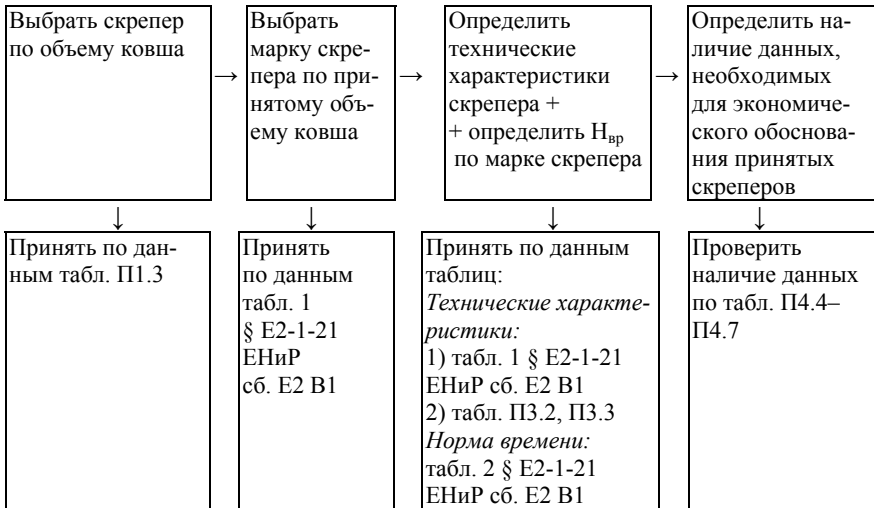 Выбрать скрепер
по объему ковша
→
Выбрать
марку скре-
пера по при-
нятому объ-
ему ковша
→
Определить
технические
характеристики
скрепера +
+ определить Нвр
по марке скрепера
→
Определить на-
личие данных,
необходимых
для экономиче-
ского обоснова-
ния принятых
скреперов
↓
↓
↓
↓
Принять по дан-
ным табл. П1.3
Принять
по данным
табл. 1
§ Е2-1-21
ЕНиР
сб. Е2 В1
Принять по данным
таблиц:
Технические характе-
ристики:
1) табл. 1 § Е2-1-21
ЕНиР сб. Е2 В1
2) табл. П3.2, П3.3
Норма времени:
табл. 2 § Е2-1-21
ЕНиР сб. Е2 В1
Проверить
наличие данных
по табл. П4.4–
П4.7